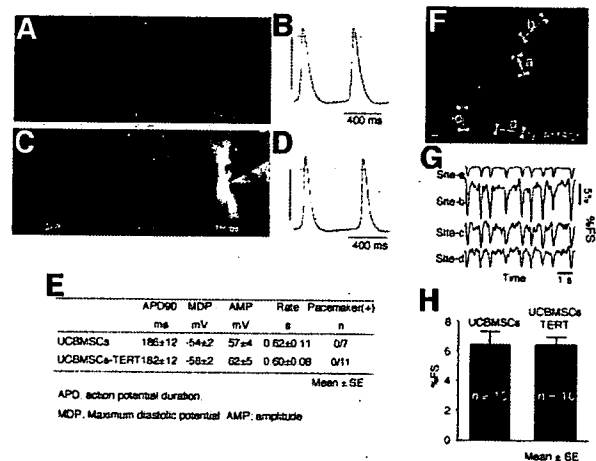 A
B
400 ms
C
D
400 ms
E
APD90 MDP AMP Rate Pacemaker(+)
ms mV mV s n
UCBMSCs 186±12 -54±2 57±4 0.62±0.11 0/7
UCBMSCs-TERT 182±12 -58±2 62±5 0.60±0.08 0/11
Mean ± SE
APD, action potential duration,
MDP, Maximum diastolic potential AMP; amplitude
F
b
a
G
Site-a
Site-b
Site-c
Site-d
5%
%FS
Time
1 s
H
8
6
4
2
0
%FS
UCBMSCs
UCBMSCs
TERT
n = 10
n = 10
Mean ± SE